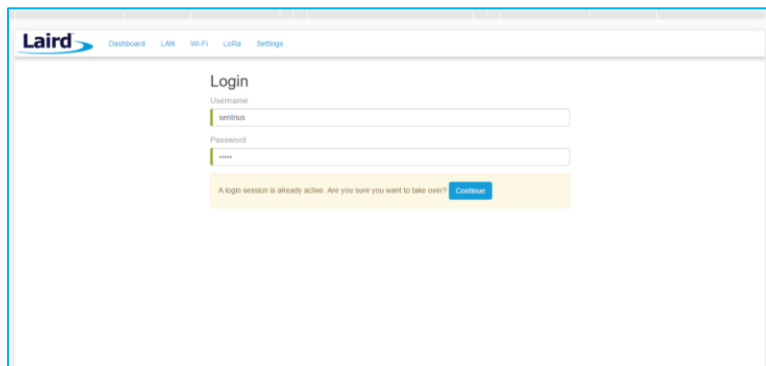 Laird
Dashboard LAN Wi-Fi LoRa Settings
Login
Username
sentrius
Password
•••••
A login session is already active. Are you sure you want to take over? Continue